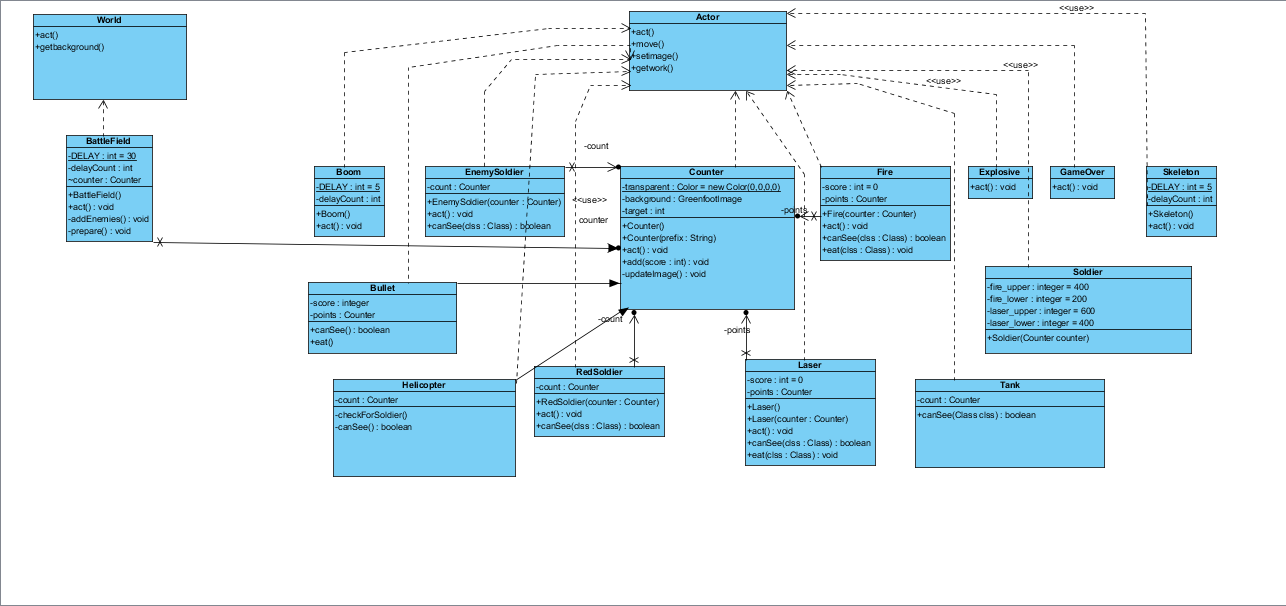 World
+act()
+getbackground()
Actor
+act()
+move()
+setimage()
+getwork()
<<use>>
<<use>>
<<use>>
BattleField
-DELAY : int = 30
-delayCount : int
~counter : Counter
+BattleField()
+act() : void
-addEnemies() : void
-prepare() : void
Boom
-DELAY : int = 5
-delayCount : int
+Boom()
+act() : void
EnemySoldier
-count : Counter
+EnemySoldier(counter : Counter)
+act() : void
+canSee(clss : Class) : boolean
-count
<<use>>
counter
Counter
-transparent : Color = new Color(0,0,0,0)
-background : GreenfootImage
-target : int
+Counter()
+Counter(prefix : String)
+act() : void
+add(score : int) : void
-updateImage() : void
-points
Fire
-score : int = 0
-points : Counter
+Fire(counter : Counter)
+act() : void
+canSee(clss : Class) : boolean
+eat(clss : Class) : void
Explosive
+act() : void
GameOver
+act() : void
Skeleton
-DELAY : int = 5
-delayCount : int
+Skeleton()
+act() : void
Soldier
-fire_upper : integer = 400
-fire_lower : integer = 200
-laser_upper : integer = 600
-laser_lower : integer = 400
+Soldier(Counter counter)
Bullet
-score : integer
-points : Counter
+canSee() : boolean
+eat()
-count
-points
Helicopter
-count : Counter
-checkForSoldier()
-canSee() : boolean
RedSoldier
-count : Counter
+RedSoldier(counter : Counter)
+act() : void
+canSee(clss : Class) : boolean
Laser
-score : int = 0
-points : Counter
+Laser()
+Laser(counter : Counter)
+act() : void
+canSee(clss : Class) : boolean
+eat(clss : Class) : void
Tank
-count : Counter
+canSee(Class clss) : boolean